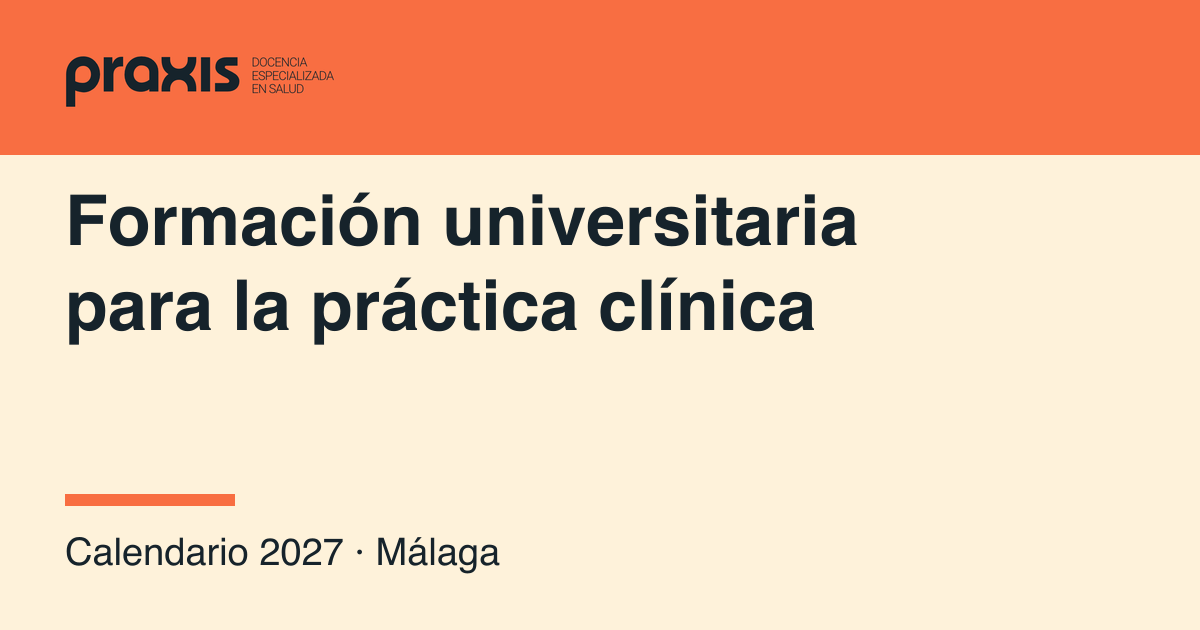 praxis
DOCENCIA
ESPECIALIZADA
EN SALUD
Formación universitaria
para la práctica clínica
Calendario 2027 · Málaga